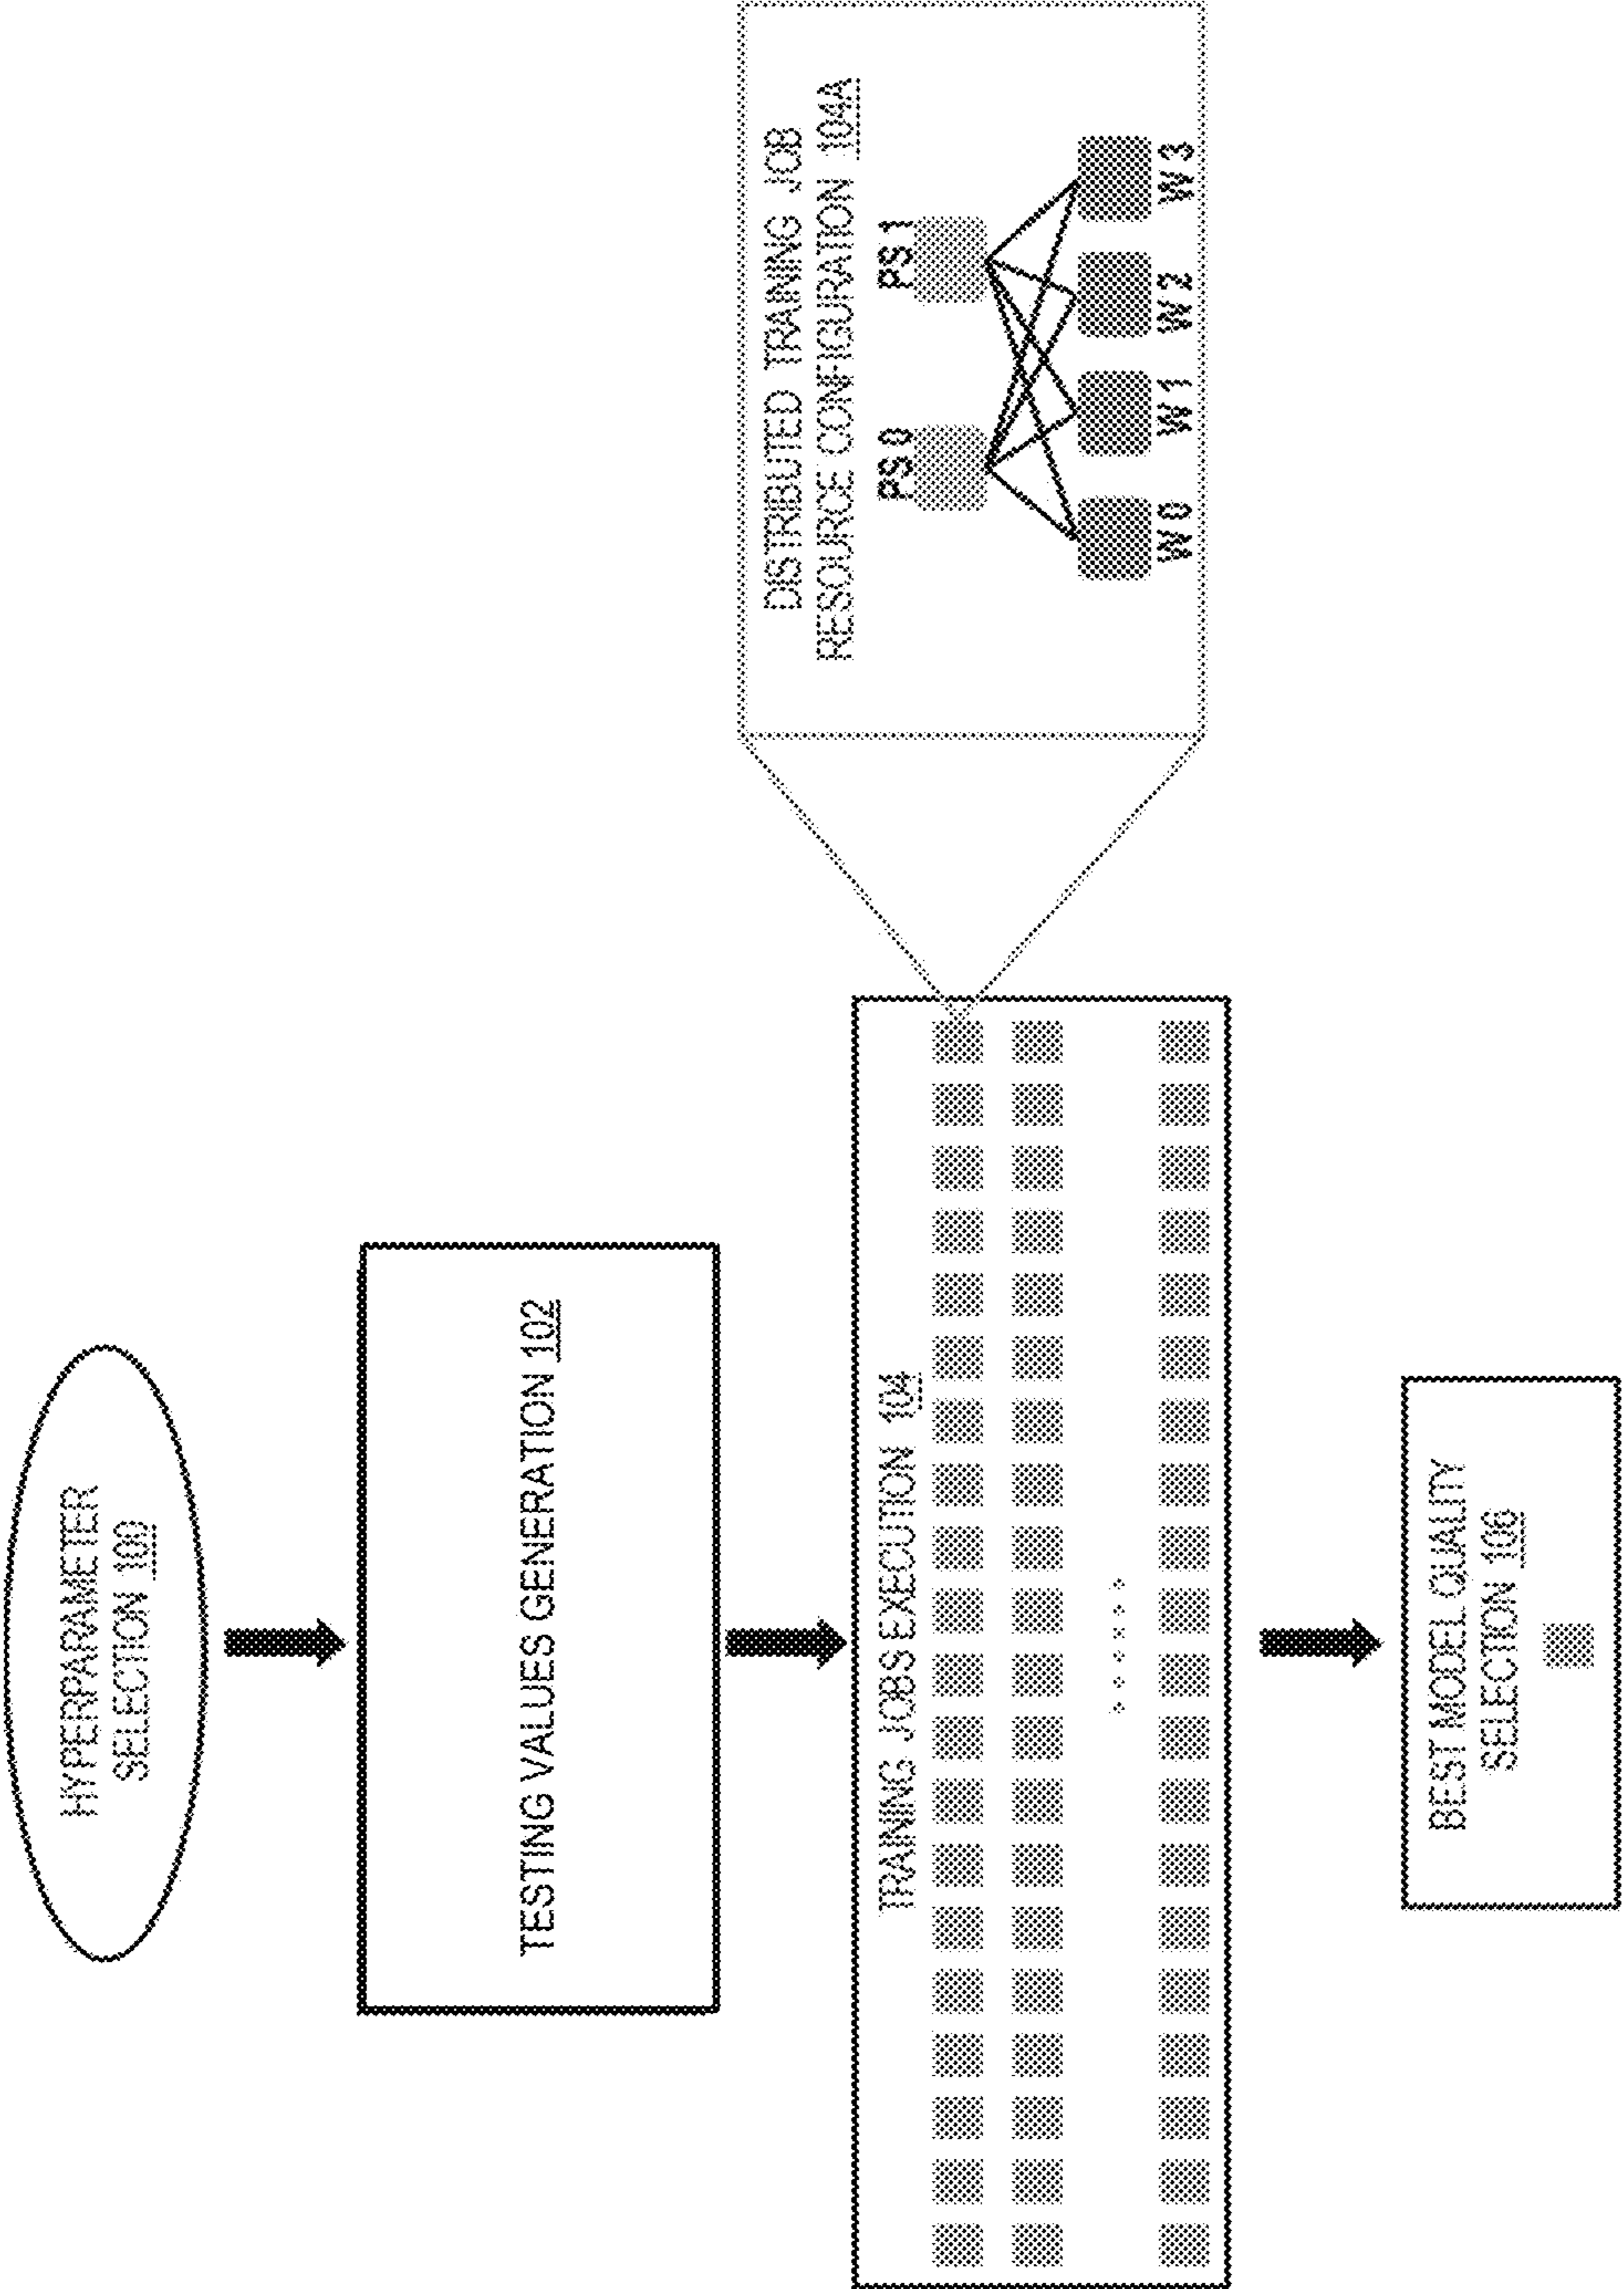 HYPERPARAMETER
SELECTION 100
TESTING VALUES GENERATION 102
TRAINING JOBS EXECUTION 104
DISTRIBUTED TRAINING JOB
RESOURCE CONFIGURATION 104A
PS 0 PS 1
W 0 W 1 W 2 W 3
BEST MODEL QUALITY
SELECTION 106